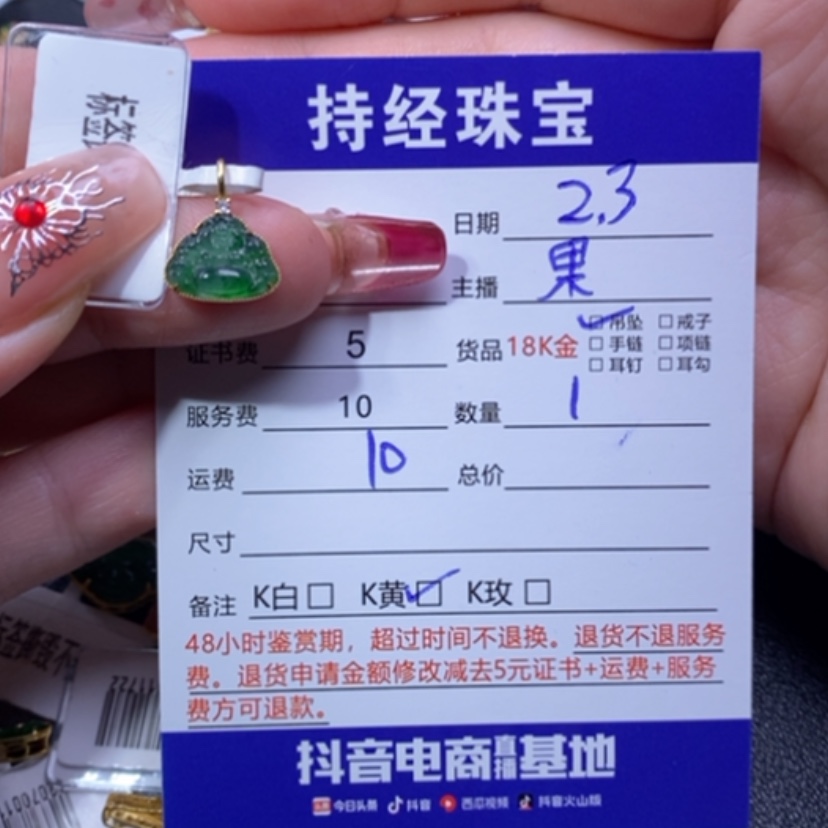 持经珠宝
日期 2.3
主播 果
证书费 5 货品 18K金 ☑吊坠 □戒子
□手链 □项链
□耳钉 □耳勾
服务费 10 数量 1
运费 10 总价
尺寸
备注 K白□ K黄☑ K玫□
48小时鉴赏期，超过时间不退换。退货不退服务
费。退货申请金额修改减去5元证书+运费+服务
费方可退款。
抖音电商直播基地
今日头条 抖音 西瓜视频 抖音火山版